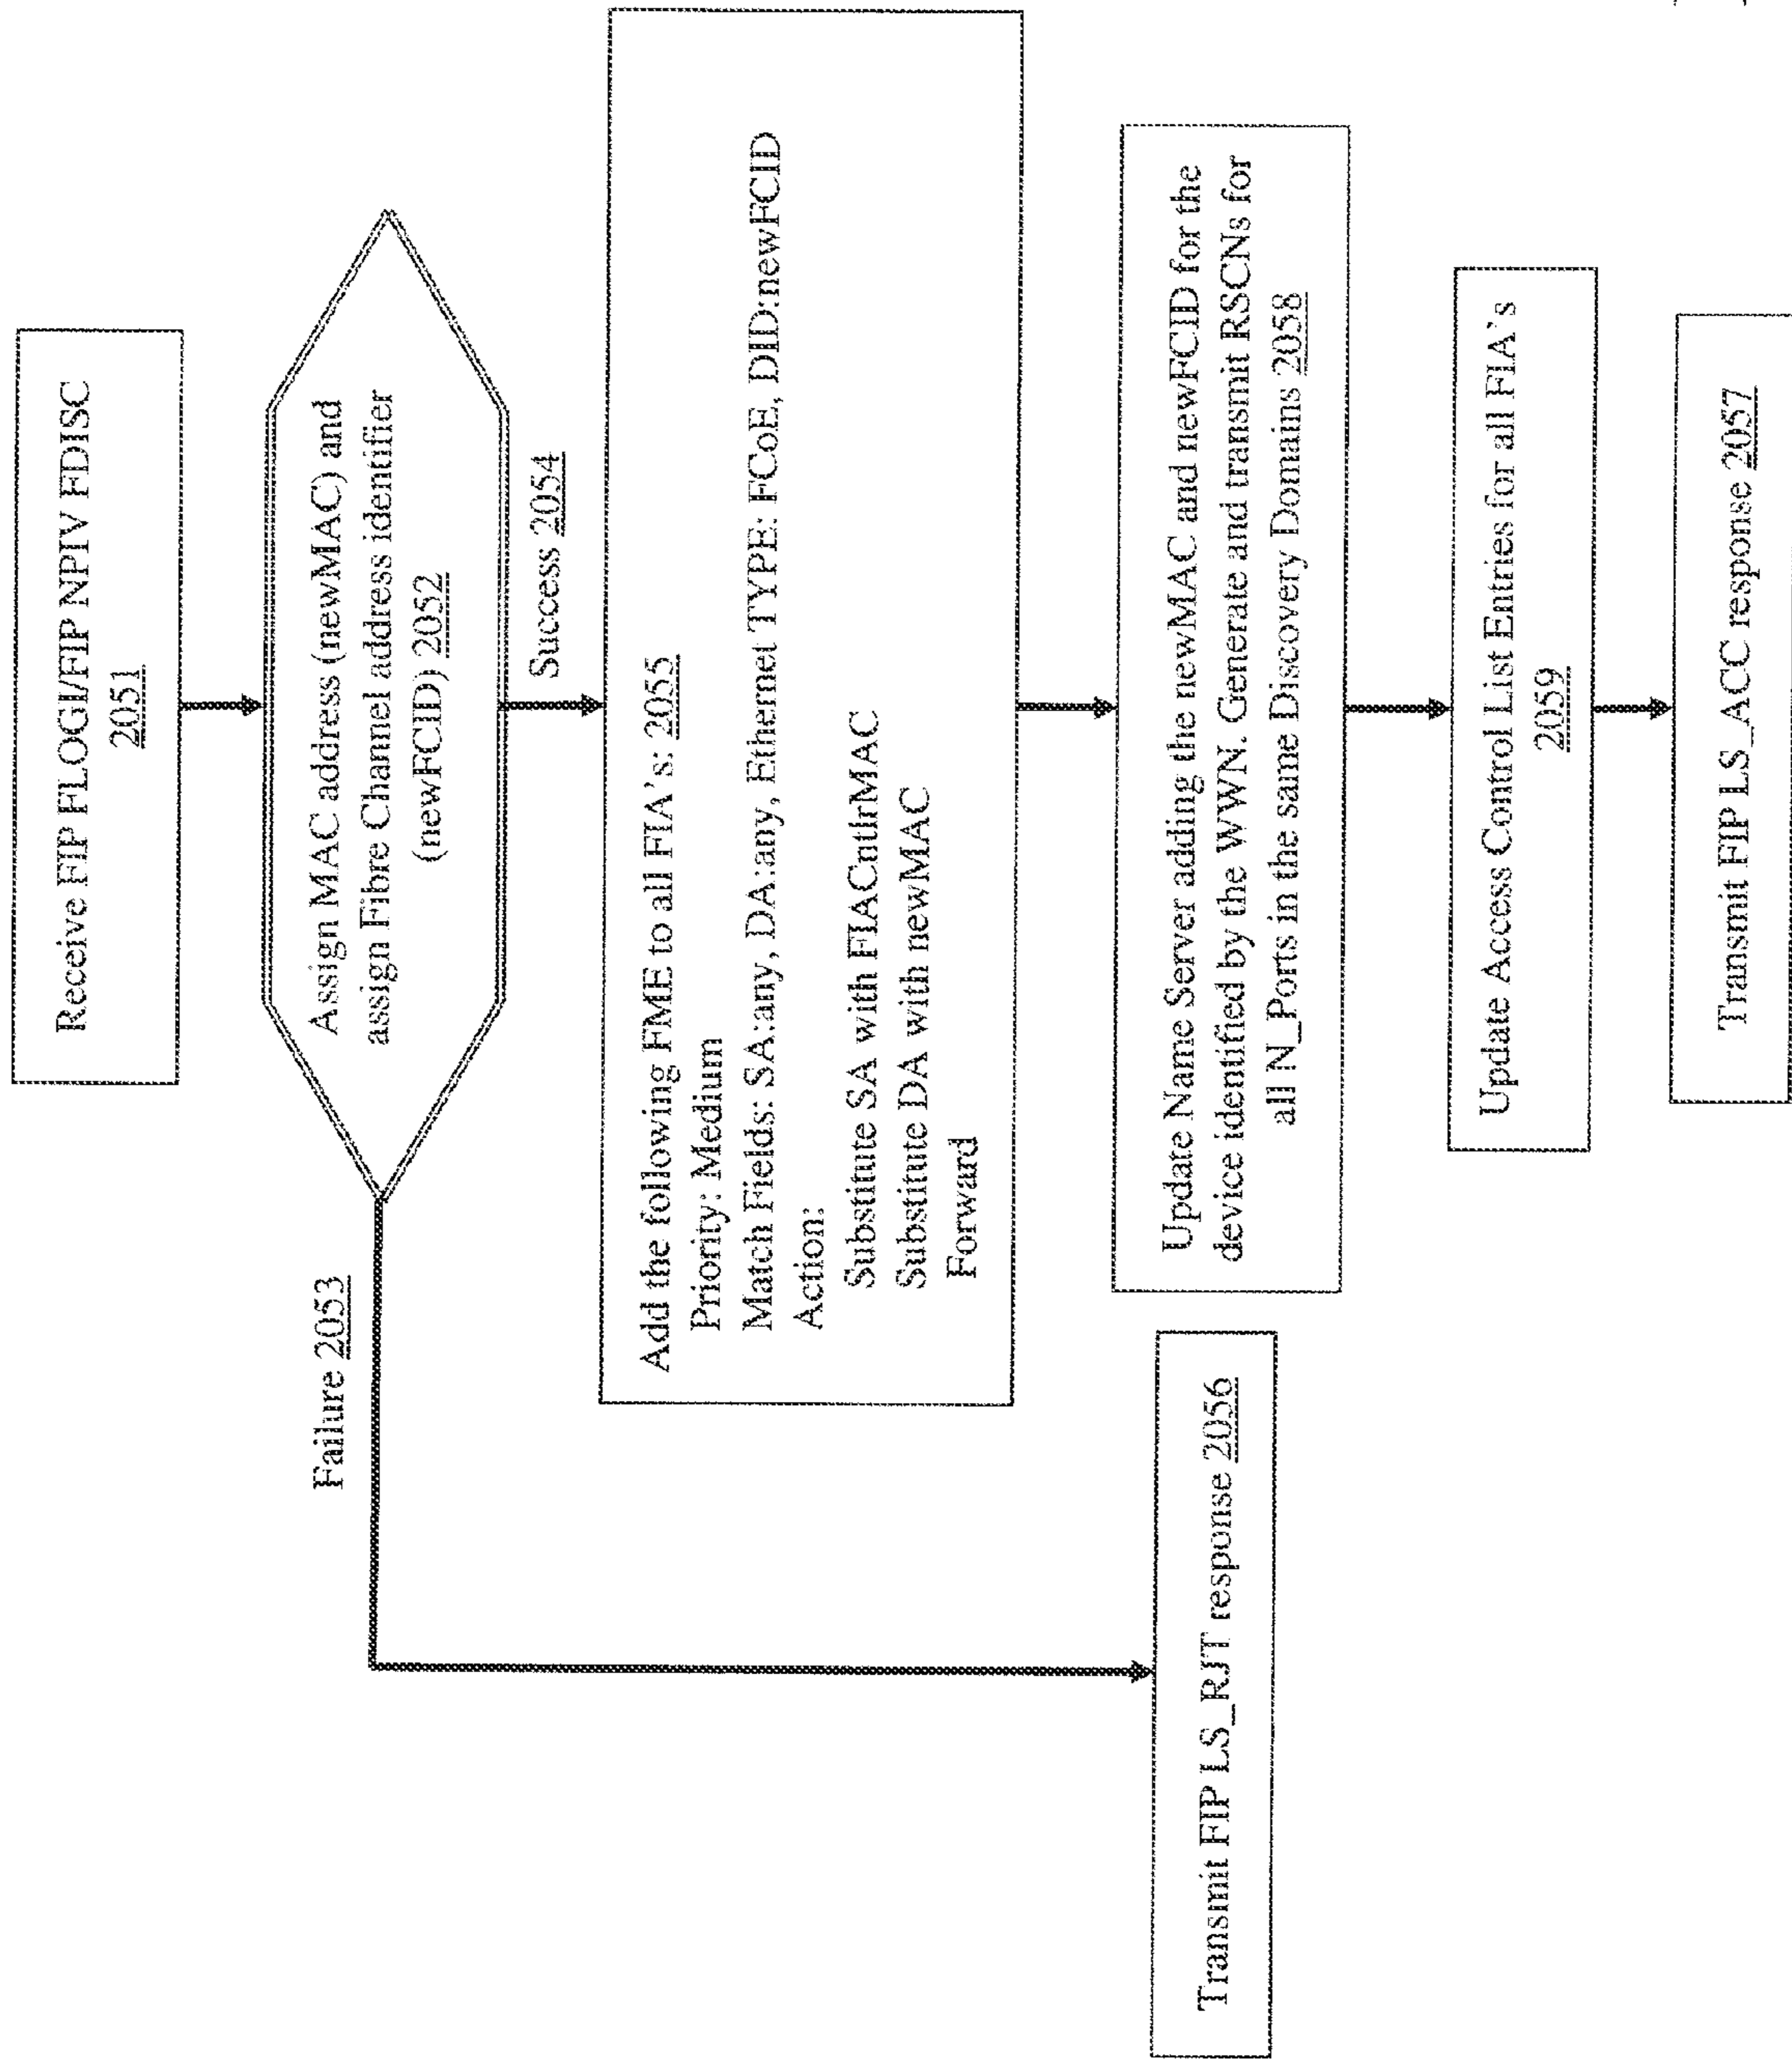 Receive FIP FLOGI/FIP NPIV FDISC
2051
Assign MAC address (newMAC) and
assign Fibre Channel address identifier
(newFCID) 2052
Failure 2053
Success 2054
Add the following FME to all FIA's: 2055
Priority: Medium
Match Fields: SA:any, DA:any, Ethernet TYPE: FCoE, DID:newFCID
Action:
Substitute SA with FIACntlrMAC
Substitute DA with newMAC
Forward
Update Name Server adding the newMAC and newFCID for the
device identified by the WWN. Generate and transmit RSCNs for
all N_Ports in the same Discovery Domains 2058
Transmit FIP LS_RJT response 2056
Update Access Control List Entries for all FIA's
2059
Transmit FIP LS_ACC response 2057